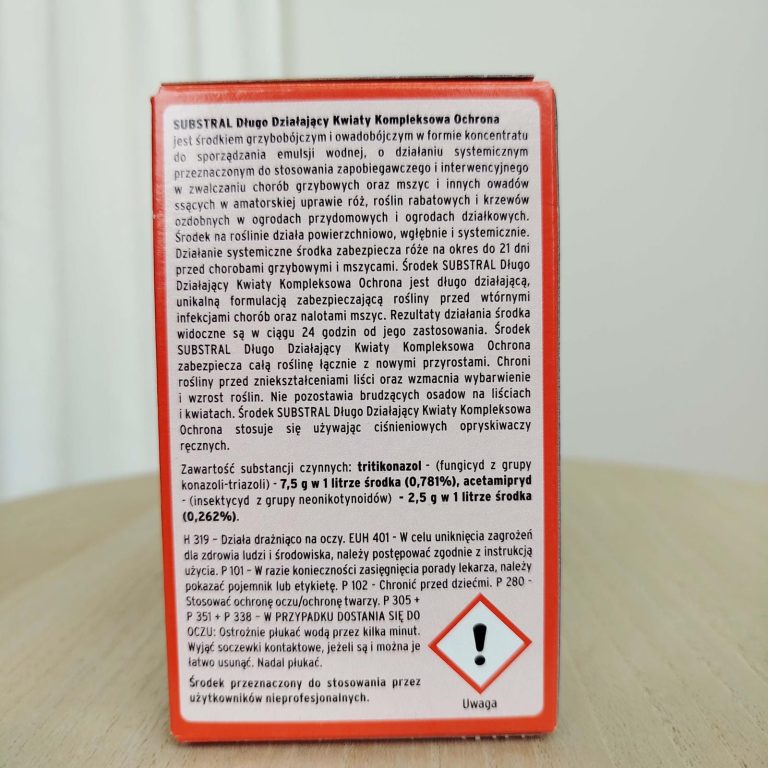 SUBSTRAL Długo Działający Kwiaty Kompleksowa Ochrona
jest środkiem grzybobójczym i owadobójczym w formie koncentratu
do sporządzania emulsji wodnej, o działaniu systemicznym
przeznaczonym do stosowania zapobiegawczego i interwencyjnego
w zwalczaniu chorób grzybowych oraz mszyc i innych owadów
ssących w amatorskiej uprawie róż, roślin rabatowych i krzewów
ozdobnych w ogrodach przydomowych i ogrodach działkowych.
Środek na roślinie działa powierzchniowo, wgłębnie i systemicznie.
Działanie systemiczne środka zabezpiecza róże na okres do 21 dni
przed chorobami grzybowymi i mszycami. Środek SUBSTRAL Długo
Działający Kwiaty Kompleksowa Ochrona jest długo działającą,
unikalną formulacją zabezpieczającą rośliny przed wtórnymi
infekcjami chorób oraz nalotami mszyc. Rezultaty działania środka
widoczne są w ciągu 24 godzin od jego zastosowania. Środek
SUBSTRAL Długo Działający Kwiaty Kompleksowa Ochrona
zabezpiecza całą roślinę łącznie z nowymi przyrostami. Chroni
rośliny przed zniekształceniami liści oraz wzmacnia wybarwienie
i wzrost roślin. Nie pozostawia brudzących osadow na liściach
i kwiatach. Środek SUBSTRAL Długo Działający Kwiaty Kompleksowa
Ochrona stosuje się używając ciśnieniowych opryskiwaczy
ręcznych.
Zawartość substancji czynnych: tritikonazol - (fungicyd z grupy
konazoli-triazoli) - 7,5 g w 1 litrze środka (0,781%), acetamipryd
- (insektycyd z grupy neonikotynoidów) - 2,5 g w 1 litrze środka
(0,262%).
H 319 – Działa drażniąco na oczy. EUH 401 - W celu uniknięcia zagrożeń
dla zdrowia ludzi i środowiska, należy postępować zgodnie z instrukcją
użycia. P 101 – W razie konieczności zasięgnięcia porady lekarza, należy
pokazać pojemnik lub etykietę. P 102 - Chronić przed dziećmi. P 280 -
Stosować ochronę oczu/ochronę twarzy. P 305 +
P 351 + P 338 – W PRZYPADKU DOSTANIA SIĘ DO
OCZU: Ostrożnie płukać wodą przez kilka minut.
Wyjąć soczewki kontaktowe, jeżeli są i można je
łatwo usunąć. Nadal płukać.
Środek przeznaczony do stosowania przez
użytkowników nieprofesjonalnych.
Uwaga